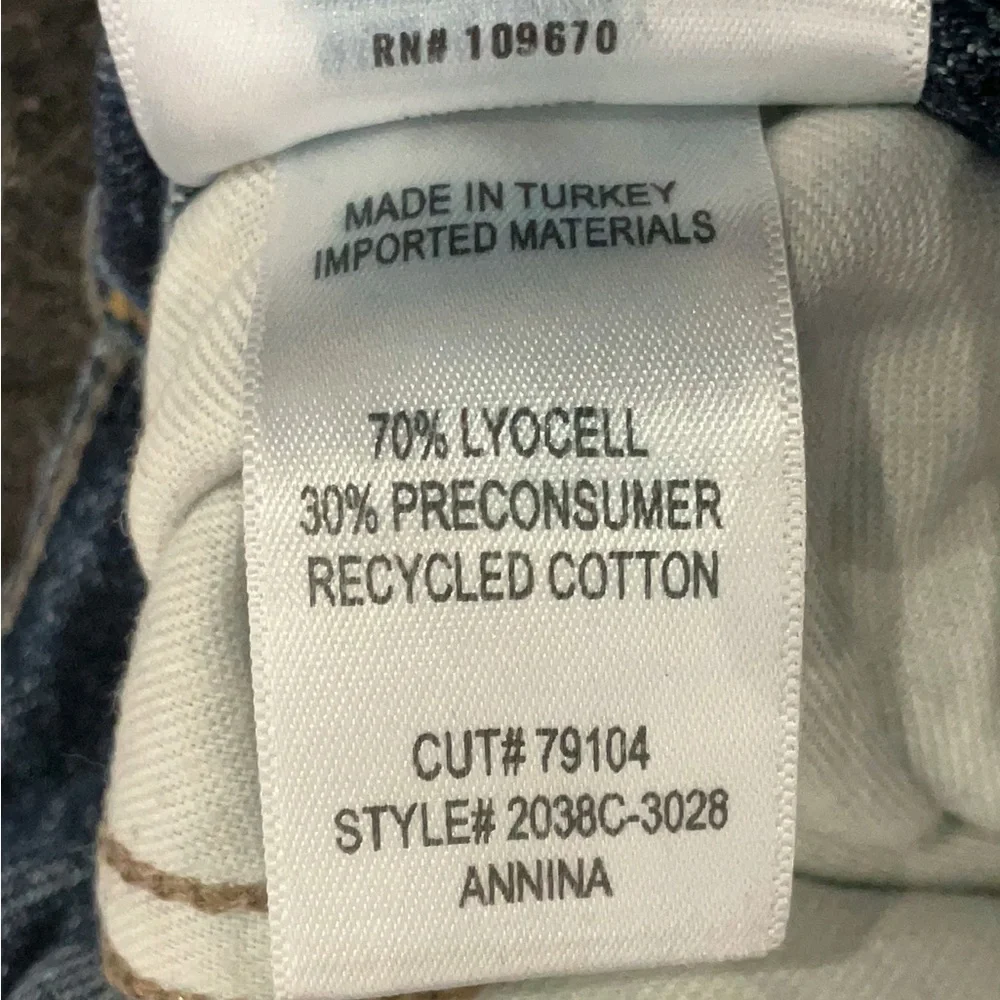 RN# 109670
MADE IN TURKEY
IMPORTED MATERIALS
70% LYOCELL
30% PRECONSUMER
RECYCLED COTTON
CUT# 79104
STYLE# 2038C-3028
ANNINA